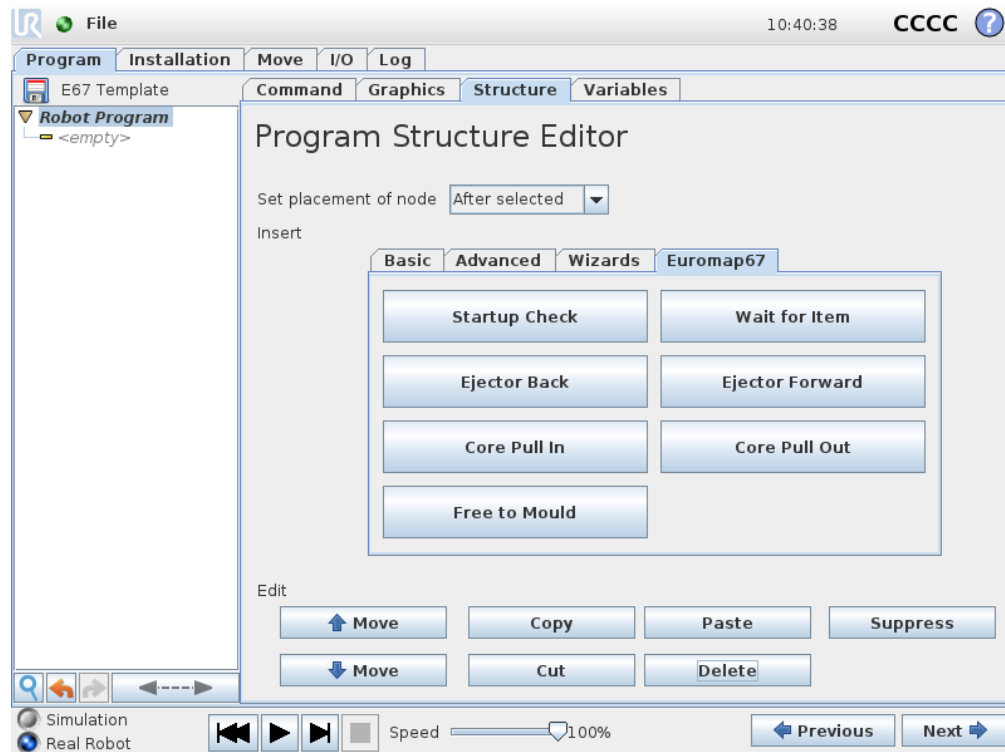 UR File 10:40:38 CCCC ?
Program Installation Move I/O Log
E67 Template Command Graphics Structure Variables
Robot Program
<empty>
Program Structure Editor
Set placement of node After selected
Insert
Basic Advanced Wizards Euromap67
Startup Check Wait for Item
Ejector Back Ejector Forward
Core Pull In Core Pull Out
Free to Mould
Edit
Move Copy Paste Suppress
Move Cut Delete
Simulation
Real Robot
Speed 100% Previous Next